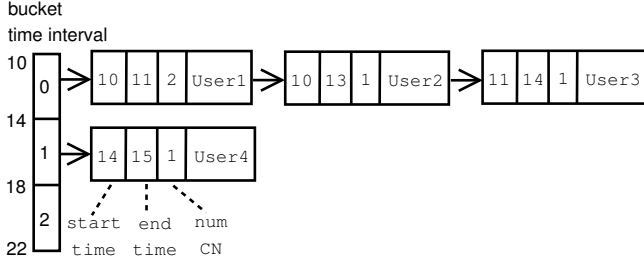 bucket
time interval
10
0
10 11 2 User1
10 13 1 User2
11 14 1 User3
14
1
14 15 1 User4
18
2
start end num
time time CN
22